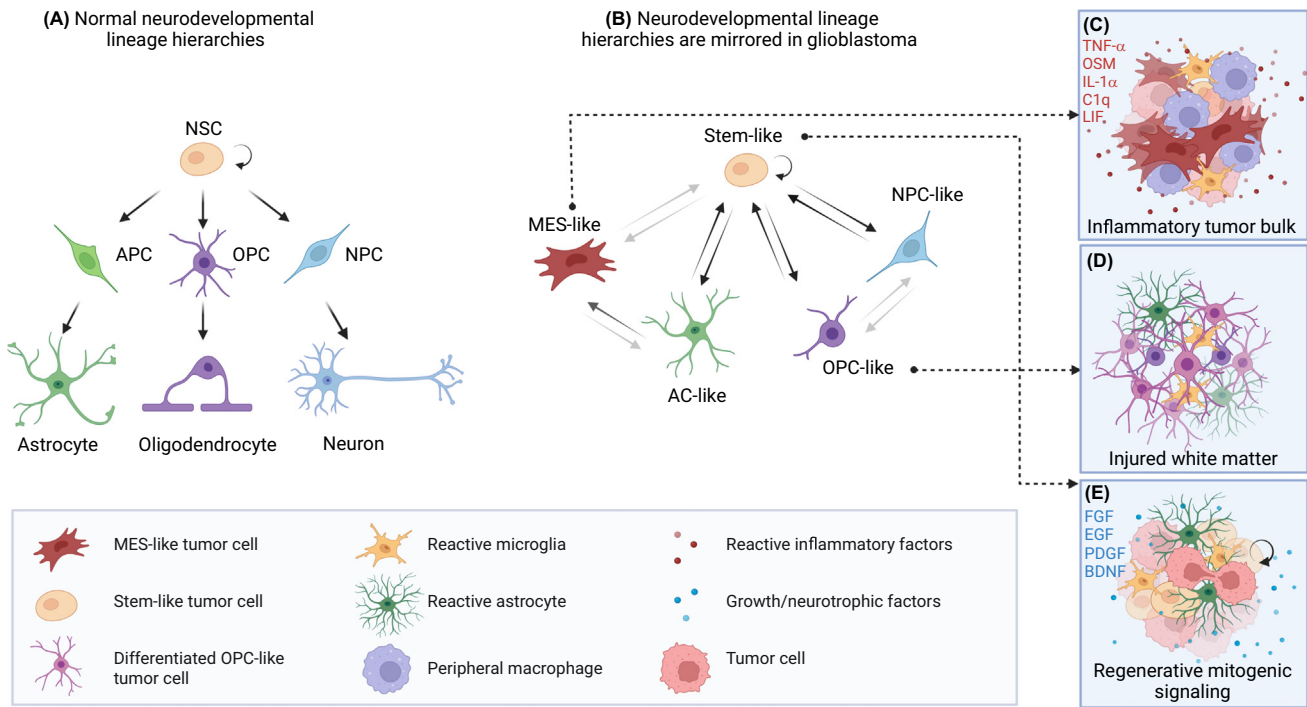 (A) Normal neurodevelopmental
lineage hierarchies
NSC
APC
OPC
NPC
Astrocyte
Oligodendrocyte
Neuron
(B) Neurodevelopmental lineage
hierarchies are mirrored in glioblastoma
Stem-like
NPC-like
MES-like
OPC-like
AC-like
(C)
TNF-α
OSM
IL-1α
C1q
LIF
Inflammatory tumor bulk
(D)
Injured white matter
(E)
FGF
EGF
PDGF
BDNF
Regenerative mitogenic
signaling
MES-like tumor cell
Stem-like tumor cell
Differentiated OPC-like
tumor cell
Reactive microglia
Reactive astrocyte
Peripheral macrophage
Reactive inflammatory factors
Growth/neurotrophic factors
Tumor cell